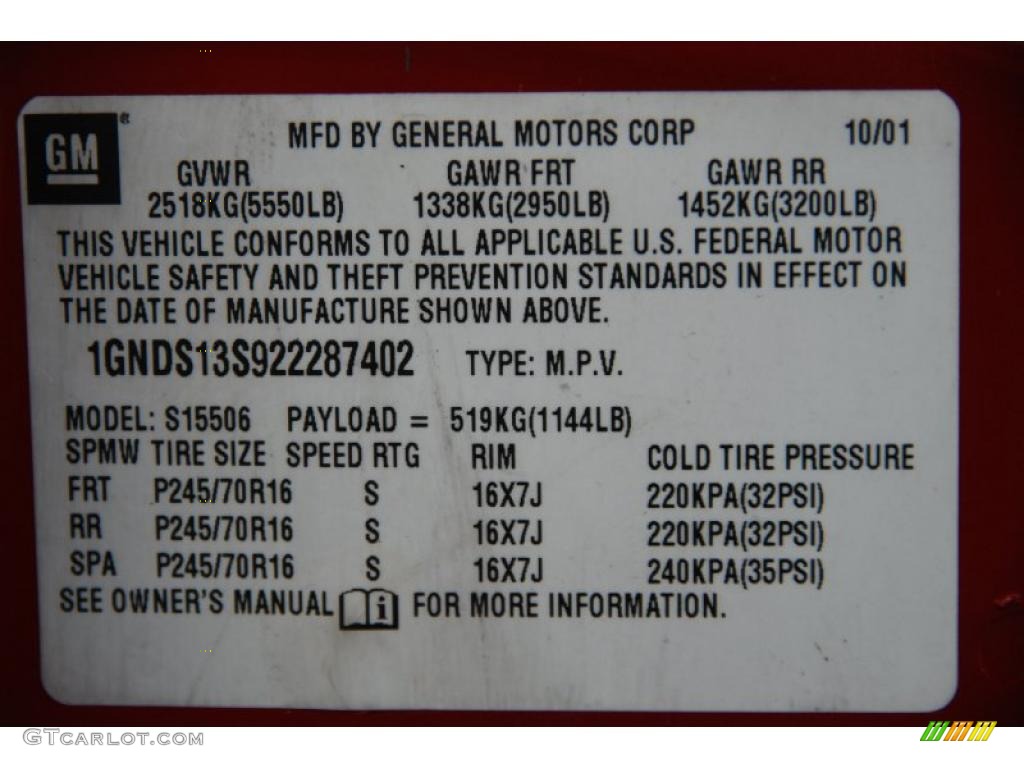 GM®
MFD BY GENERAL MOTORS CORP 10/01
GVWR GAWR FRT GAWR RR
2518KG(5550LB) 1338KG(2950LB) 1452KG(3200LB)
THIS VEHICLE CONFORMS TO ALL APPLICABLE U.S. FEDERAL MOTOR
VEHICLE SAFETY AND THEFT PREVENTION STANDARDS IN EFFECT ON
THE DATE OF MANUFACTURE SHOWN ABOVE.
1GNDS13S922287402 TYPE: M.P.V.
MODEL: S15506 PAYLOAD = 519KG(1144LB)
SPMW TIRE SIZE SPEED RTG RIM COLD TIRE PRESSURE
FRT P245/70R16 S 16X7J 220KPA(32PSI)
RR P245/70R16 S 16X7J 220KPA(32PSI)
SPA P245/70R16 S 16X7J 240KPA(35PSI)
SEE OWNER'S MANUAL i FOR MORE INFORMATION.
GTCARLOT.COM